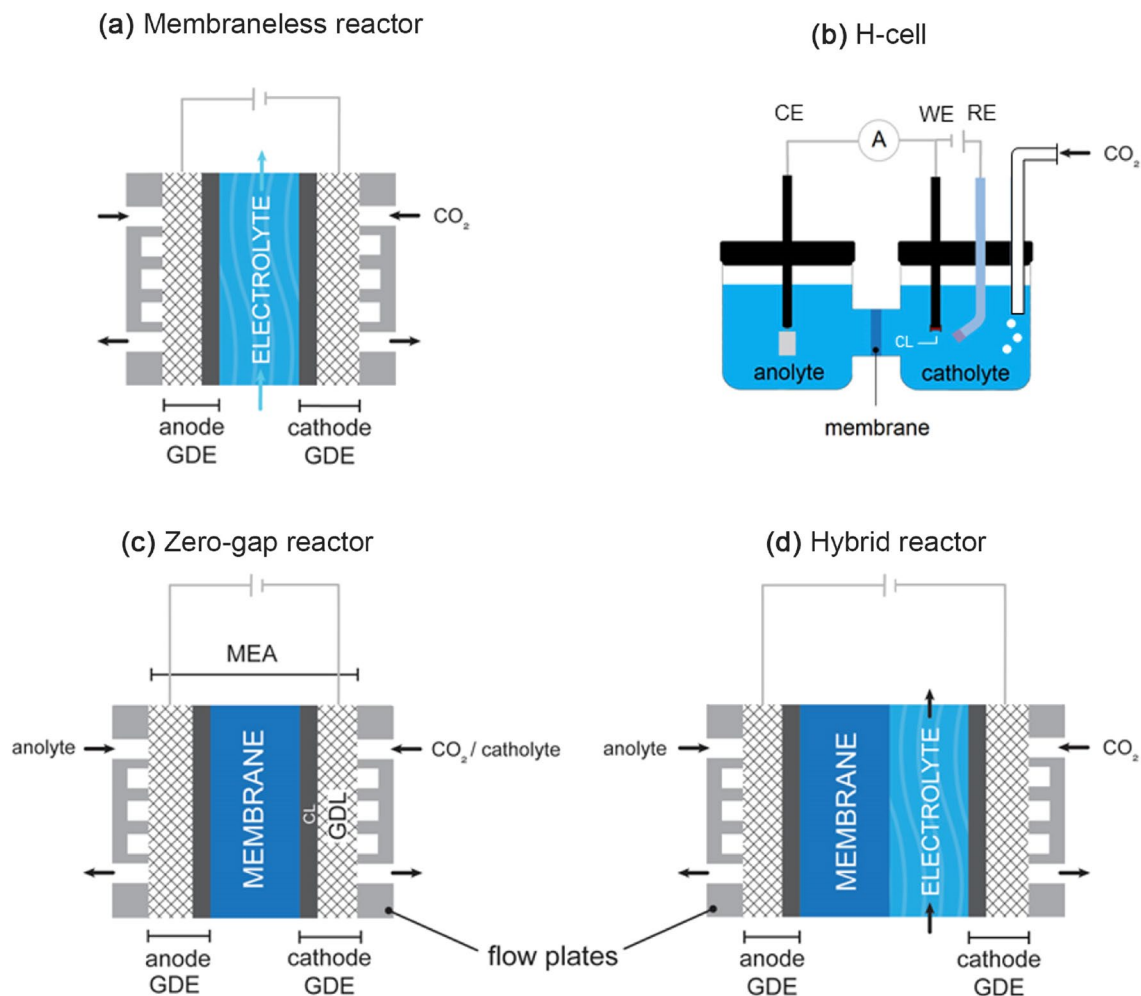 (a) Membraneless reactor
CO₂
ELECTROLYTE
anode
GDE
cathode
GDE
(b) H-cell
CE
A
WE
RE
CO₂
CL
anolyte
catholyte
membrane
(c) Zero-gap reactor
MEA
anolyte
MEMBRANE
CL
GDL
CO₂/ catholyte
anode
GDE
cathode
GDE
flow plates
(d) Hybrid reactor
anolyte
MEMBRANE
ELECTROLYTE
CO₂
anode
GDE
cathode
GDE